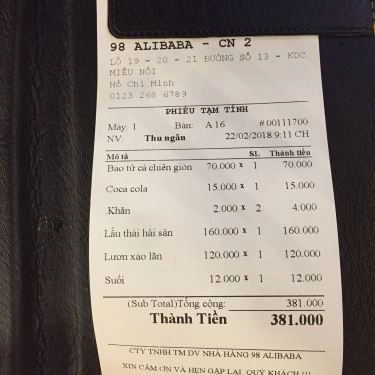 98 ALIBABA - CN 2
LÔ 19 - 20 - 21 ĐƯỜNG SỐ 13 - KDC
MIẾU NỔI
Hồ Chí Minh
0123 268 6789
PHIẾU TẠM TÍNH
Máy: 1 Bàn: A 16 #00111700
NV: Thu ngân 22/02/2018 9:11 CH
Mô tả SL Thành tiền
Bao tử cá chiên giòn 70.000 x 1 70.000
Coca cola 15.000 x 1 15.000
.Khăn 2.000 x 2 4.000
Lẩu thái hải sản 160.000 x 1 160.000
Lươn xào lăn 120.000 x 1 120.000
Suối 12.000 x 1 12.000
(Sub Total)Tổng cộng: 381.000
Thành Tiền 381.000
CTY TNHH TM DV NHÀ HÀNG 98 ALIBABA
XIN CẢM ƠN VÀ HẸN GẶP LẠI QUÝ KHÁCH !!!